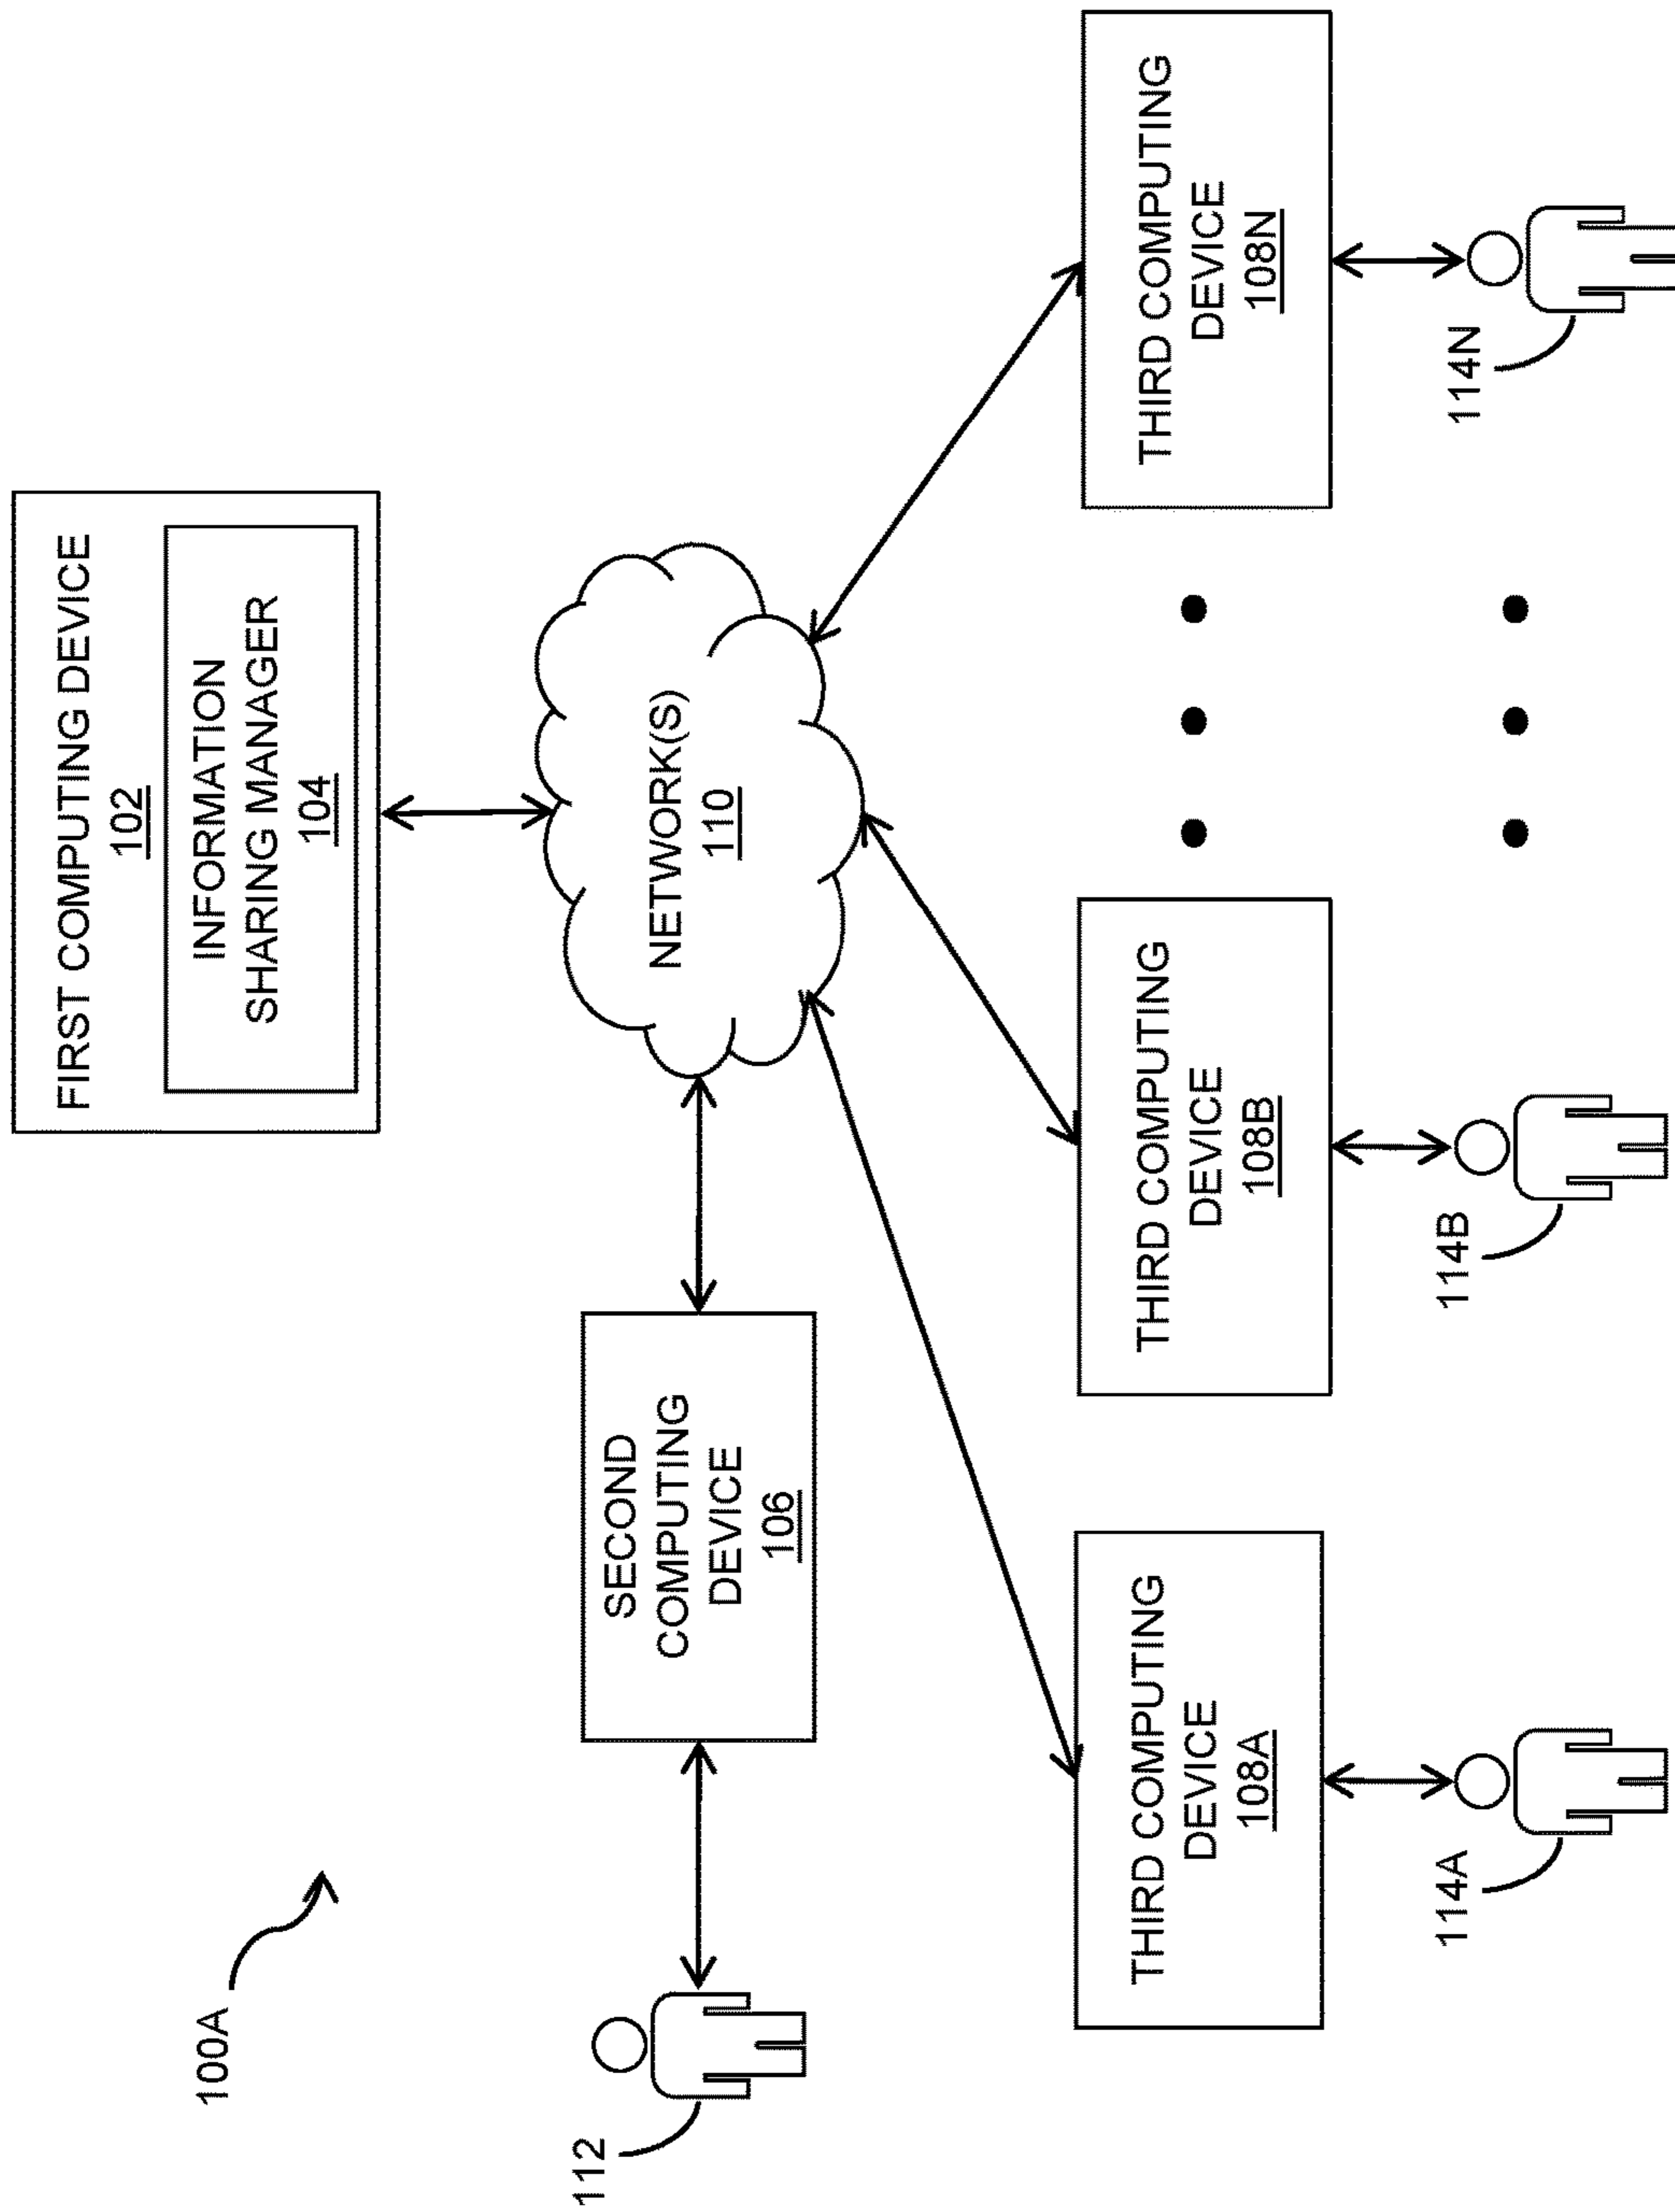 100A
FIRST COMPUTING DEVICE
102
INFORMATION
SHARING MANAGER
104
112
SECOND
COMPUTING
DEVICE
106
NETWORK(S)
110
THIRD COMPUTING
DEVICE
108A
THIRD COMPUTING
DEVICE
108B
THIRD COMPUTING
DEVICE
108N
114A
114B
114N